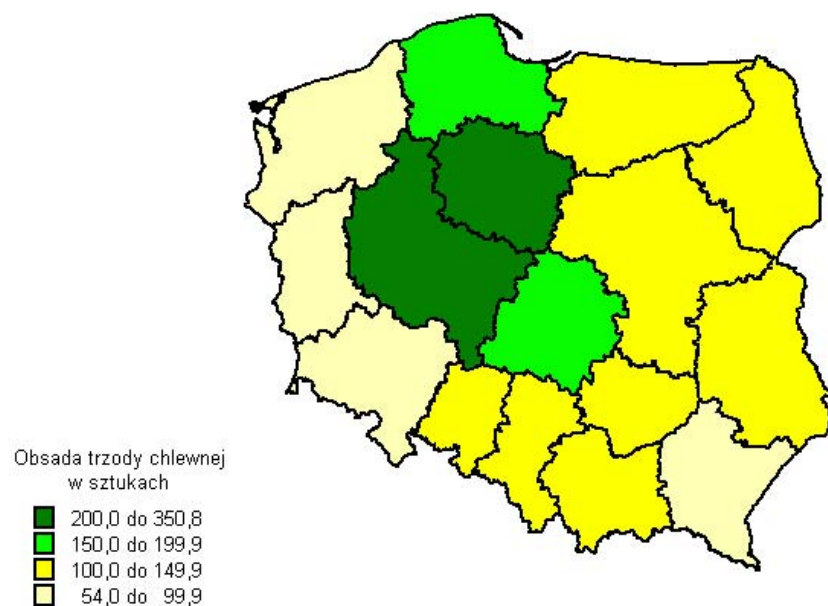 Obsada trzody chlewnej
w sztukach
200,0 do 350,8
150,0 do 199,9
100,0 do 149,9
54,0 do 99,9